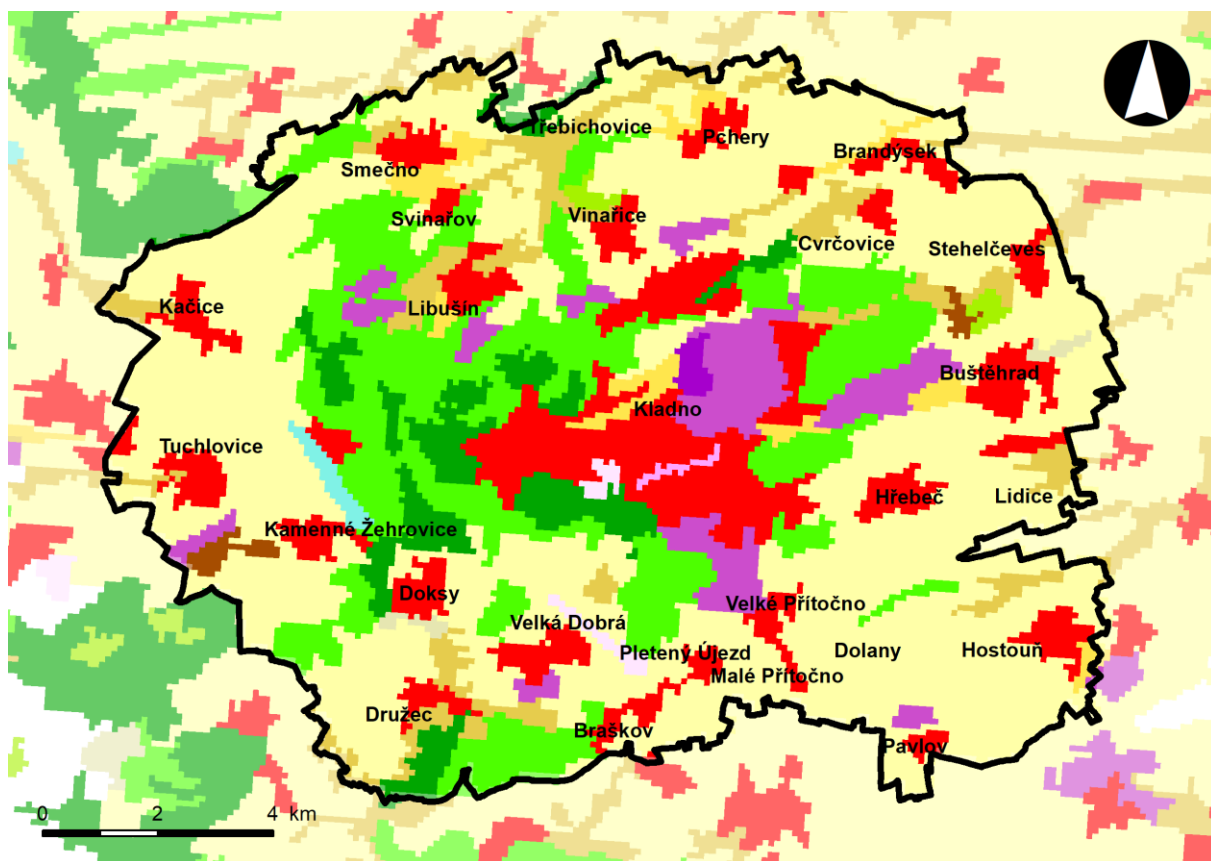 Třebichovice
Pchery
Brandýsek
Smečno
Svinařov
Vinařice
Cvrčovice
Stehelčeves
Kačice
Libušín
Buštěhrad
Kladno
Tuchlovice
Hřebeč
Lidice
Kamenné Žehrovice
Doksy
Velké Přítočno
Velká Dobrá
Pletený Újezd
Dolany
Hostouň
Malé Přítočno
Družec
Braškov
Pavlov
0 2 4 km